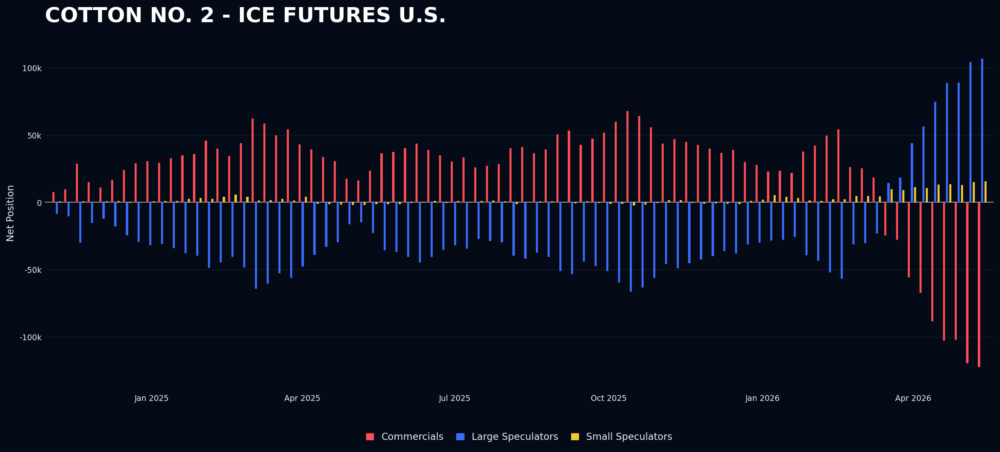 COTTON NO. 2 - ICE FUTURES U.S.
Net Position
100k
50k
0
-50k
-100k
Jan 2025
Apr 2025
Jul 2025
Oct 2025
Jan 2026
Apr 2026
Commercials
Large Speculators
Small Speculators